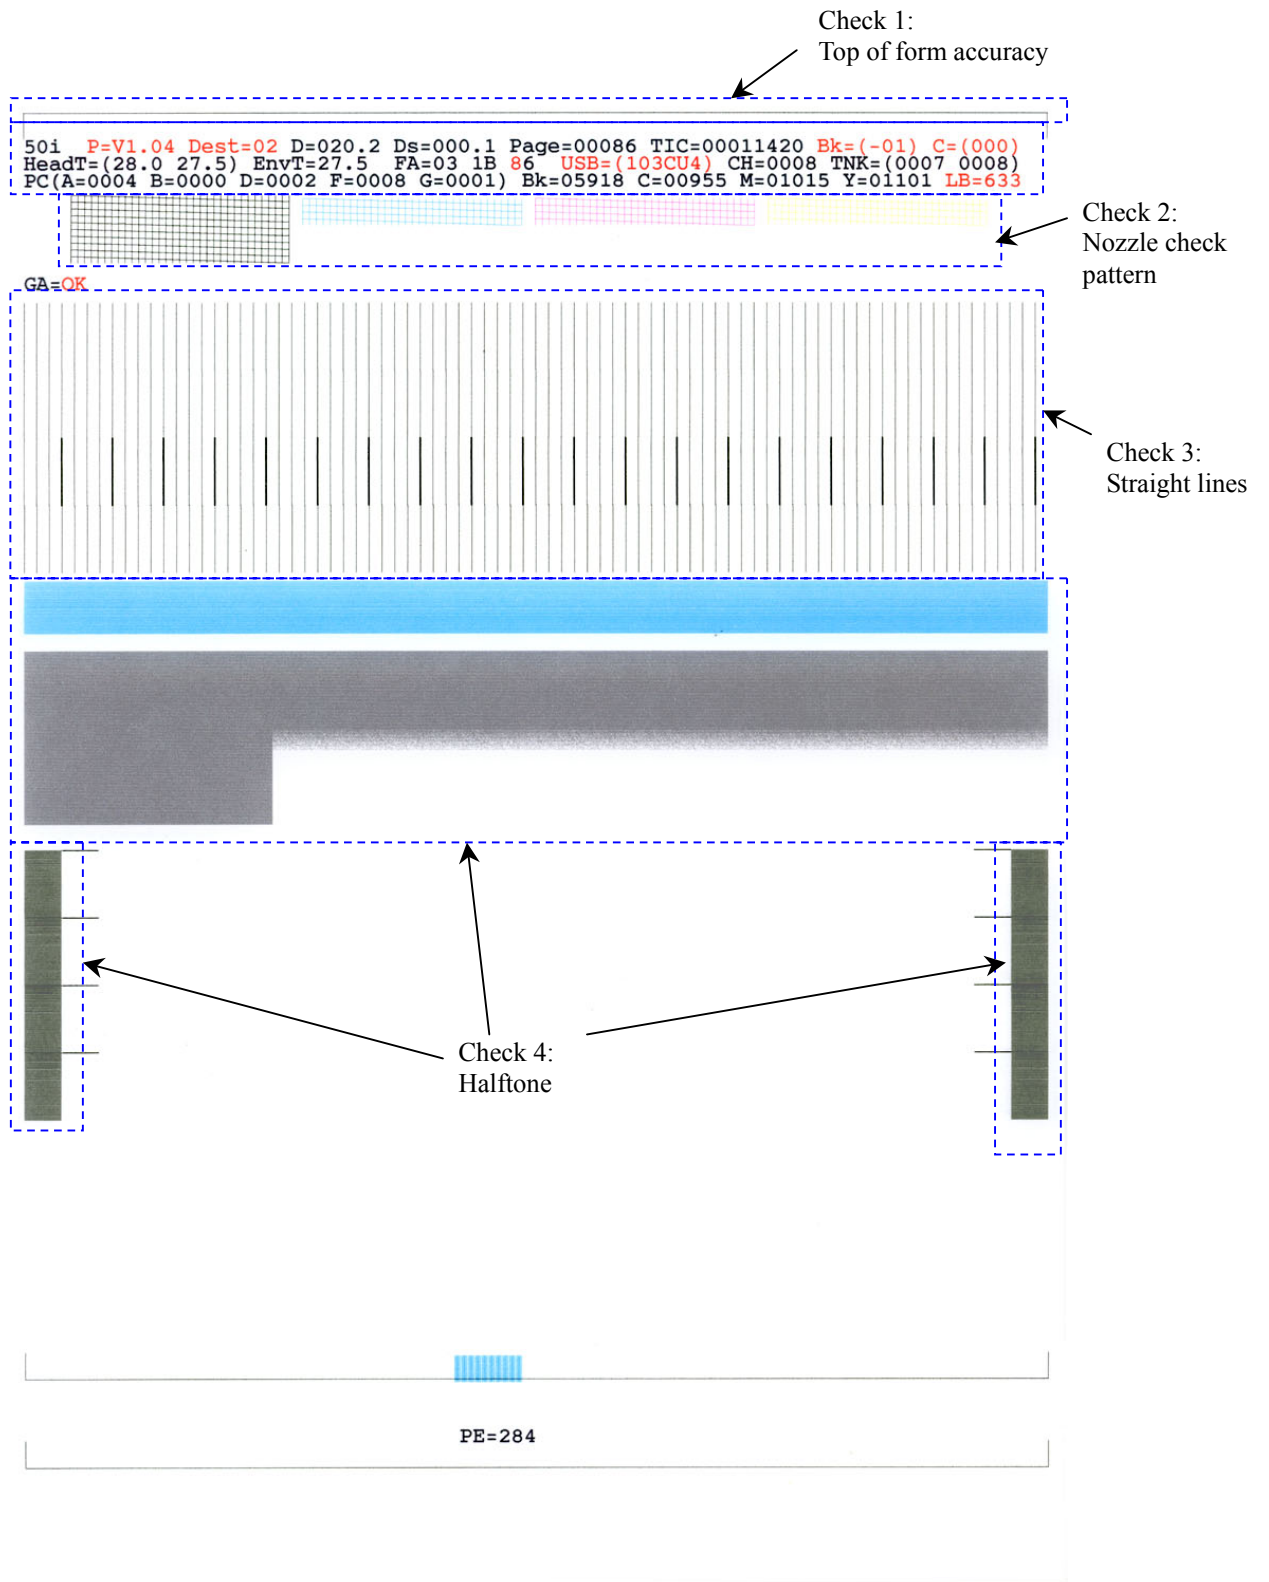 Check 1:
Top of form accuracy
50i P=V1.04 Dest=02 D=020.2 Ds=000.1 Page=00086 TIC=00011420 Bk=(-01) C=(000)
HeadT=(28.0 27.5) EnvT=27.5 FA=03 1B 86 USB=(103CU4) CH=0008 TNK=(0007 0008)
PC(A=0004 B=0000 D=0002 F=0008 G=0001) Bk=05918 C=00955 M=01015 Y=01101 LB=633
Check 2:
Nozzle check
pattern
GA=OK
Check 3:
Straight lines
Check 4:
Halftone
PE=284